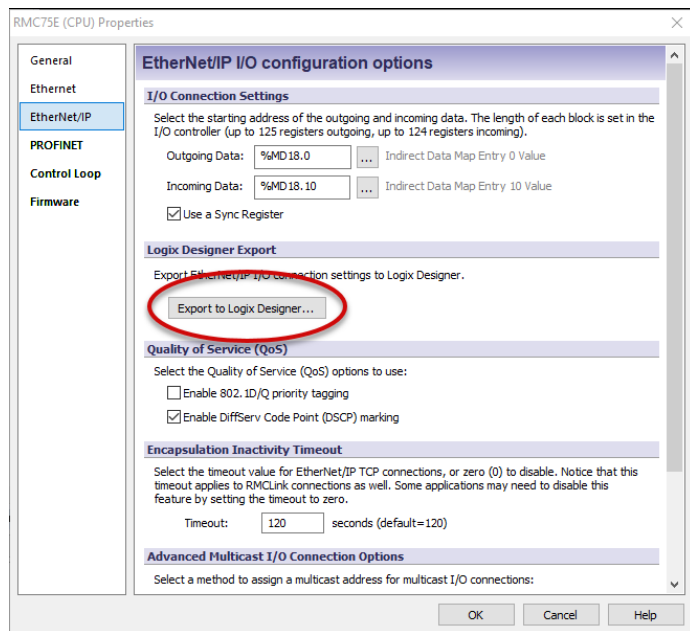 RMC75E (CPU) Properties
General
Ethernet
EtherNet/IP
PROFINET
Control Loop
Firmware
EtherNet/IP I/O configuration options
I/O Connection Settings
Select the starting address of the outgoing and incoming data. The length of each block is set in the
I/O controller (up to 125 registers outgoing, up to 124 registers incoming).
Outgoing Data: %MD18.0 ... Indirect Data Map Entry 0 Value
Incoming Data: %MD18.10 ... Indirect Data Map Entry 10 Value
Use a Sync Register
Logix Designer Export
Export EtherNet/IP I/O connection settings to Logix Designer.
Export to Logix Designer...
Quality of Service (QoS)
Select the Quality of Service (QoS) options to use:
Enable 802.1D/Q priority tagging
Enable DiffServ Code Point (DSCP) marking
Encapsulation Inactivity Timeout
Select the timeout value for EtherNet/IP TCP connections, or zero (0) to disable. Notice that this
timeout applies to RMCLink connections as well. Some applications may need to disable this
feature by setting the timeout to zero.
Timeout: 120 seconds (default=120)
Advanced Multicast I/O Connection Options
Select a method to assign a multicast address for multicast I/O connections:
OK Cancel Help